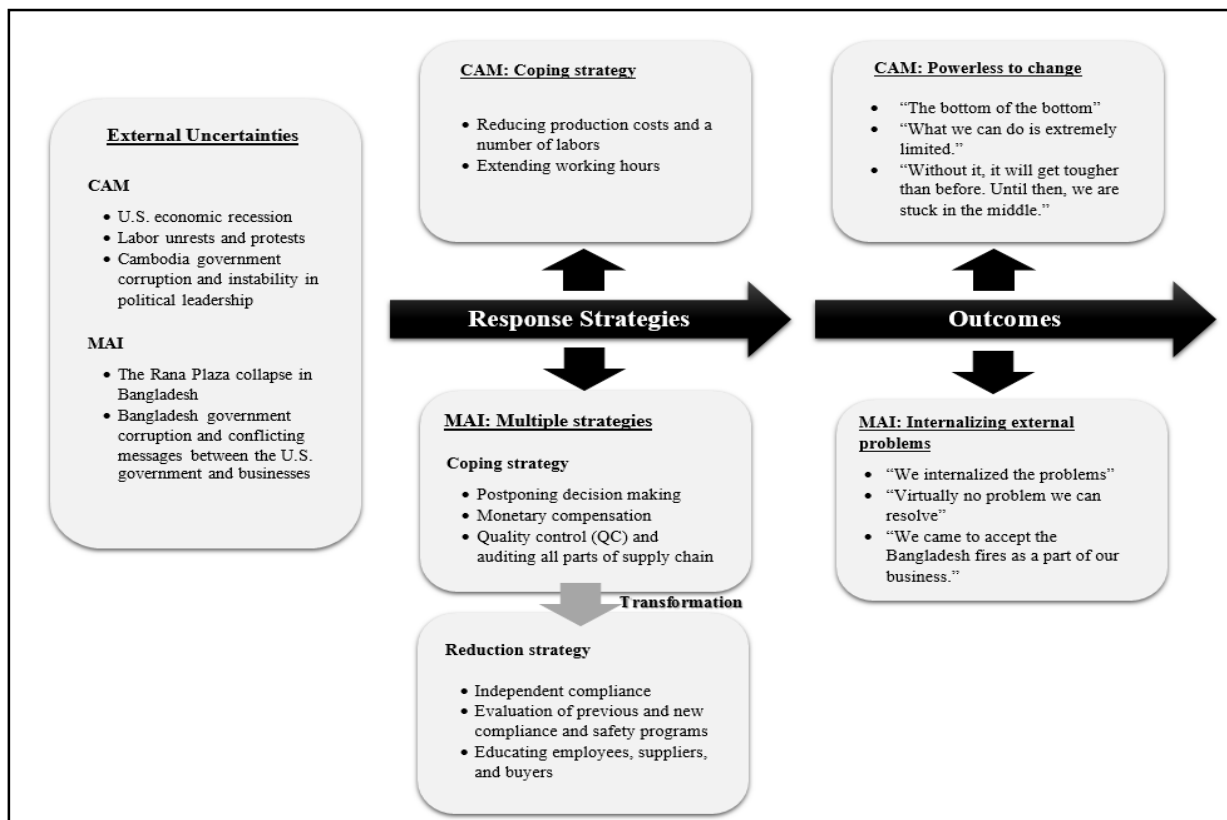 External Uncertainties
CAM
• U.S. economic recession
• Labor unrests and protests
• Cambodia government
corruption and instability in
political leadership
MAI
• The Rana Plaza collapse in
Bangladesh
• Bangladesh government
corruption and conflicting
messages between the U.S.
government and businesses
CAM: Coping strategy
• Reducing production costs and a
number of labors
• Extending working hours
Response Strategies
MAI: Multiple strategies
Coping strategy
• Postponing decision making
• Monetary compensation
• Quality control (QC) and
auditing all parts of supply chain
Transformation
Reduction strategy
• Independent compliance
• Evaluation of previous and new
compliance and safety programs
• Educating employees, suppliers,
and buyers
CAM: Powerless to change
• “The bottom of the bottom”
• “What we can do is extremely
limited.”
• “Without it, it will get tougher
than before. Until then, we are
stuck in the middle.”
Outcomes
MAI: Internalizing external
problems
• “We internalized the problems”
• “Virtually no problem we can
resolve”
• “We came to accept the
Bangladesh fires as a part of our
business.”